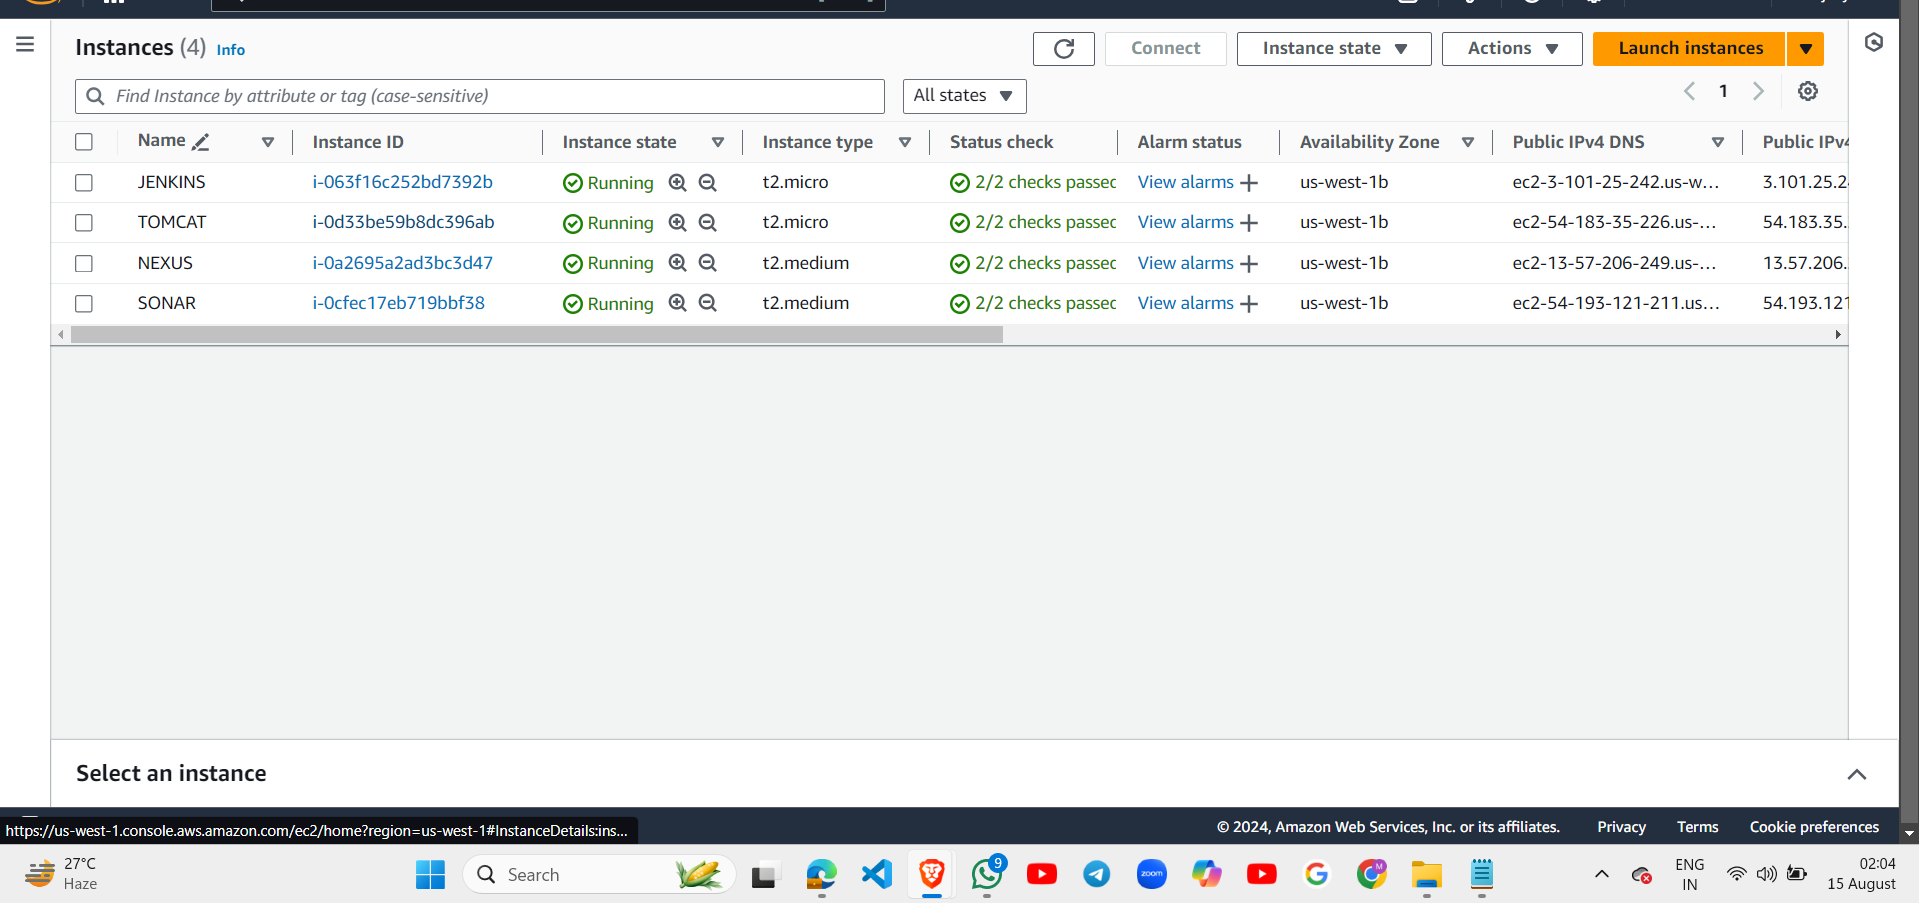 Instances (4) Info
Connect
Instance state
Actions
Launch instances
Find Instance by attribute or tag (case-sensitive)
All states
1
Name Instance ID Instance state Instance type Status check Alarm status Availability Zone Public IPv4 DNS Public IPv4
JENKINS i-063f16c252bd7392b Running t2.micro 2/2 checks passed View alarms + us-west-1b ec2-3-101-25-242.us-w... 3.101.25.2
TOMCAT i-0d33be59b8dc396ab Running t2.micro 2/2 checks passed View alarms + us-west-1b ec2-54-183-35-226.us-... 54.183.35.
NEXUS i-0a2695a2ad3bc3d47 Running t2.medium 2/2 checks passed View alarms + us-west-1b ec2-13-57-206-249.us-... 13.57.206.
SONAR i-0cfec17eb719bbf38 Running t2.medium 2/2 checks passed View alarms + us-west-1b ec2-54-193-121-211.us... 54.193.121
Select an instance
https://us-west-1.console.aws.amazon.com/ec2/home?region=us-west-1#InstanceDetails:ins...
© 2024, Amazon Web Services, Inc. or its affiliates. Privacy Terms Cookie preferences
27°C
Haze
Search
9
zoom
M
ENG
IN
02:04
15 August